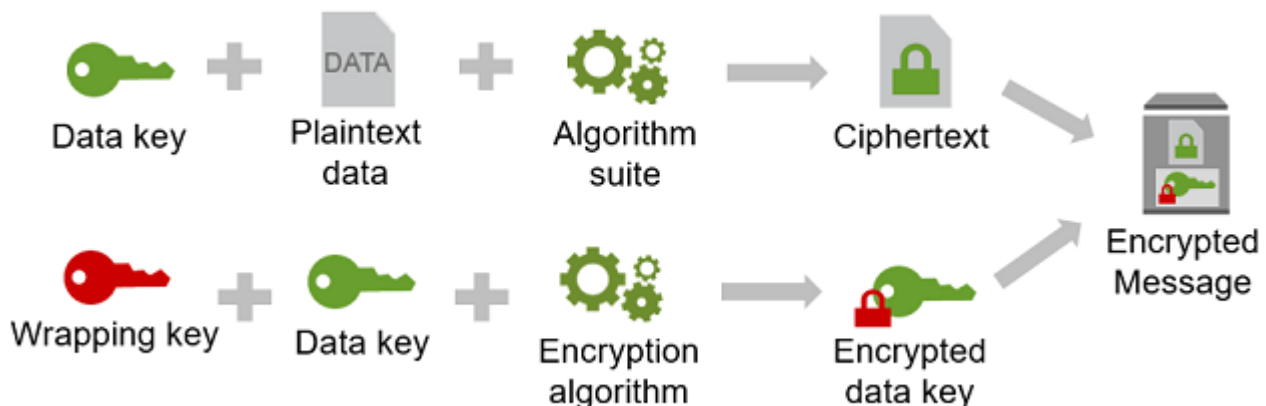 DATA
Data key
Plaintext
data
Algorithm
suite
Ciphertext
Encrypted
Message
Wrapping key
Data key
Encryption
algorithm
Encrypted
data key